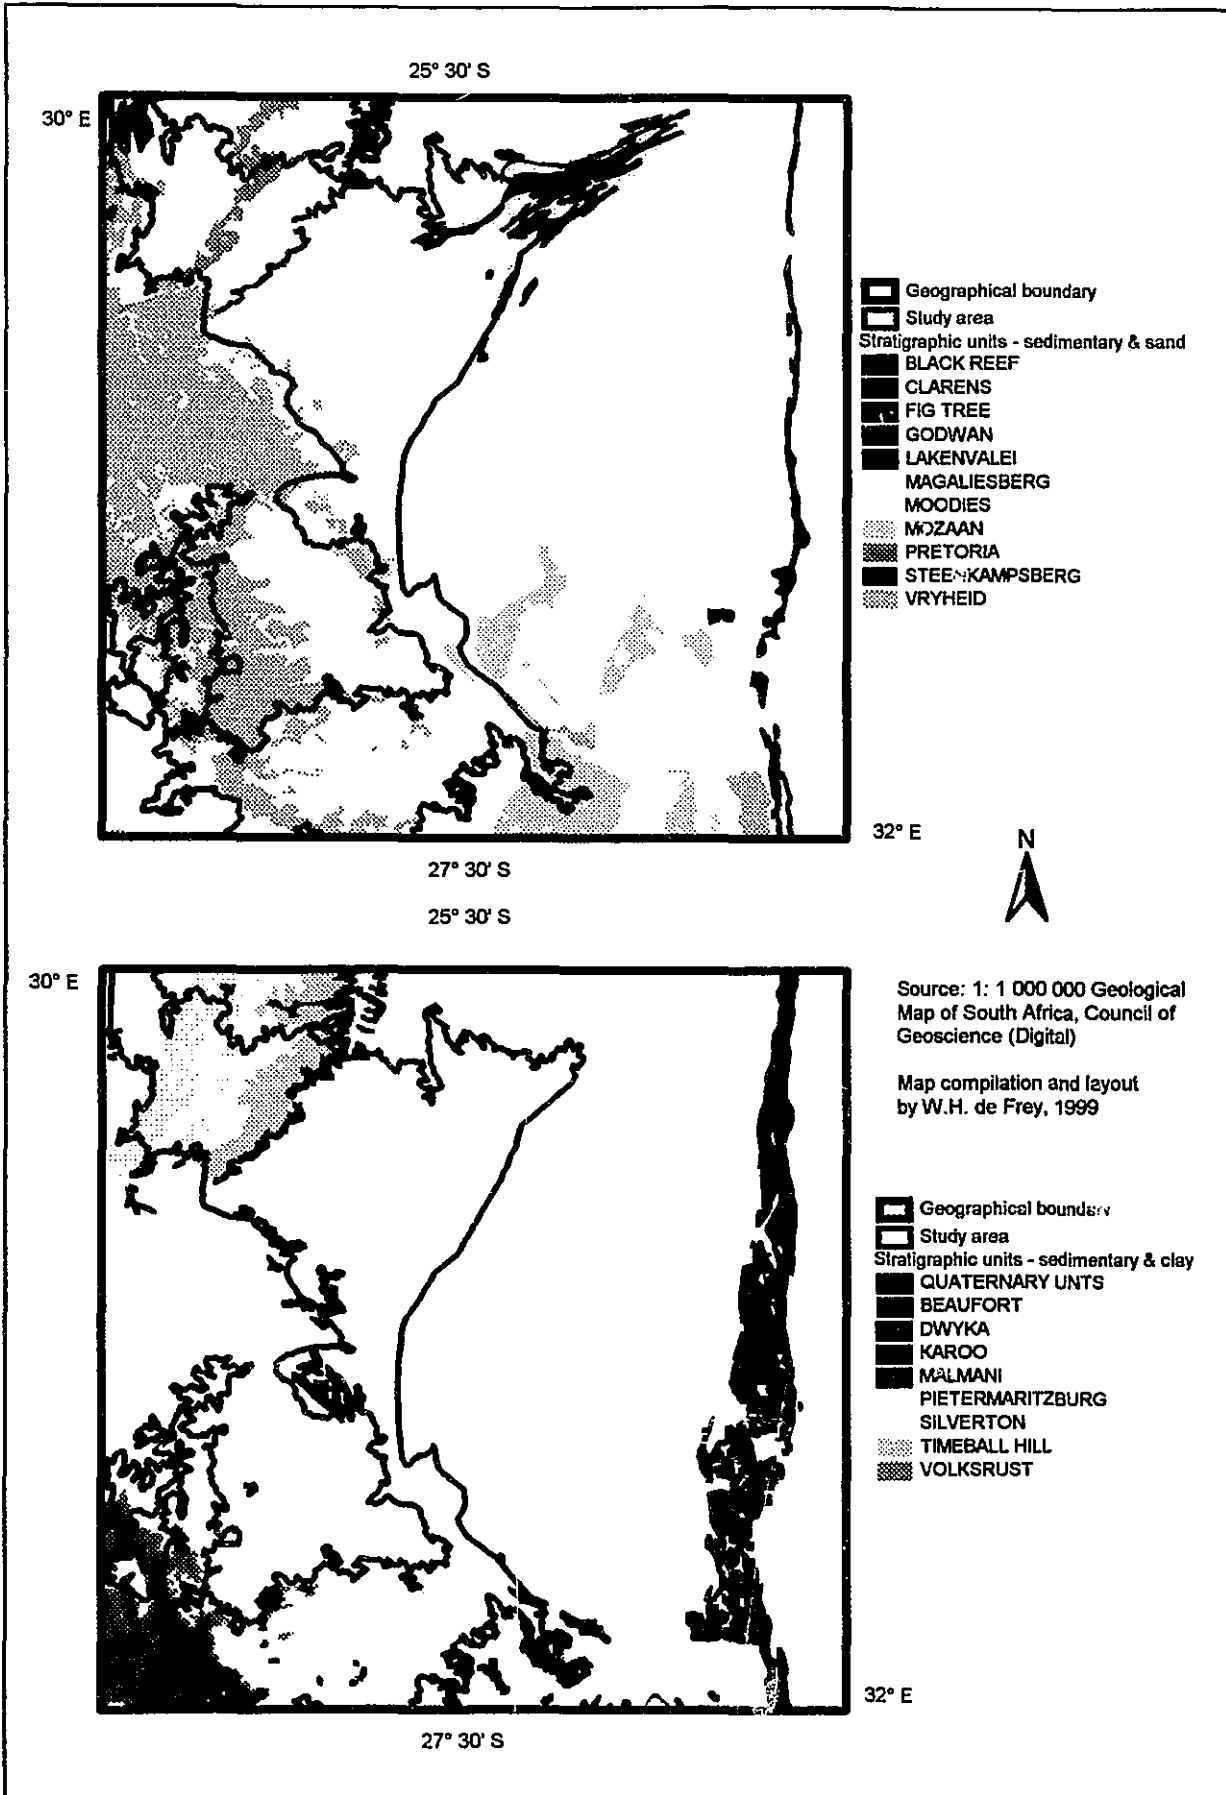 25° 30' S
30° E
Geographical boundary
Study area
Stratigraphic units - sedimentary & sand
BLACK REEF
CLARENS
FIG TREE
GODWAN
LAKENVALEI
MAGALIESBERG
MOODIES
MOZAAN
PRETORIA
STEENKAMPSBERG
VRYHEID
32° E
27° 30' S
N
25° 30' S
30° E
Source: 1: 1 000 000 Geological
Map of South Africa, Council of
Geoscience (Digital)
Map compilation and layout
by W.H. de Frey, 1999
Geographical boundary
Study area
Stratigraphic units - sedimentary & clay
QUATERNARY UNTS
BEAUFORT
DWYKA
KAROO
MALMANI
PIETERMARITZBURG
SILVERTON
TIMEBALL HILL
VOLKSRUST
32° E
27° 30' S